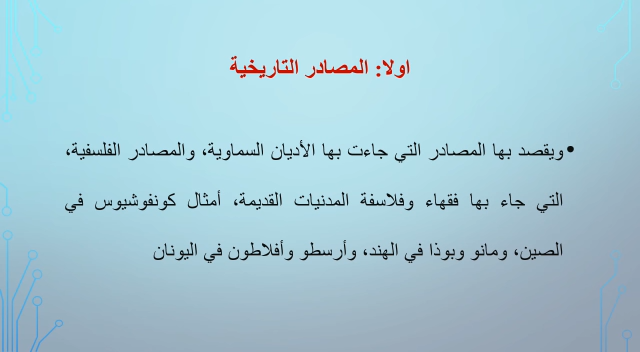 اولا: المصادر التاريخية
•ويقصد بها المصادر التي جاءت بها الأديان السماوية، والمصادر الفلسفية،
التي جاء بها فقهاء وفلاسفة المدنيات القديمة، أمثال كونفوشيوس في
الصين، ومانو وبوذا في الهند، وأرسطو وأفلاطون في اليونان